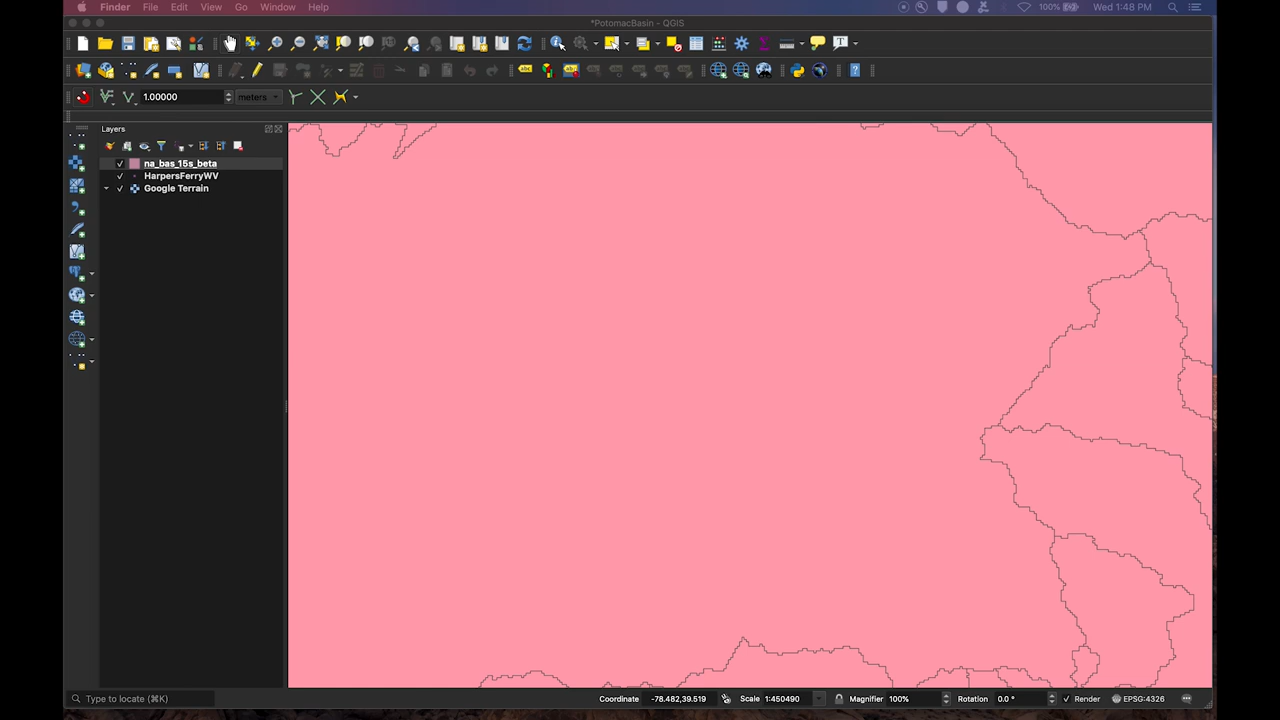 Finder File Edit View Go Window Help 100% Wed 1:48 PM
*PotomacBasin - QGIS
1.00000 meters
Layers
na_bas_15s_beta
HarpersFerryWV
Google Terrain
Type to locate (⌘K) Coordinate -78.482,39.519 Scale 1:450490 Magnifier 100% Rotation 0.0 ° Render EPSG:4326